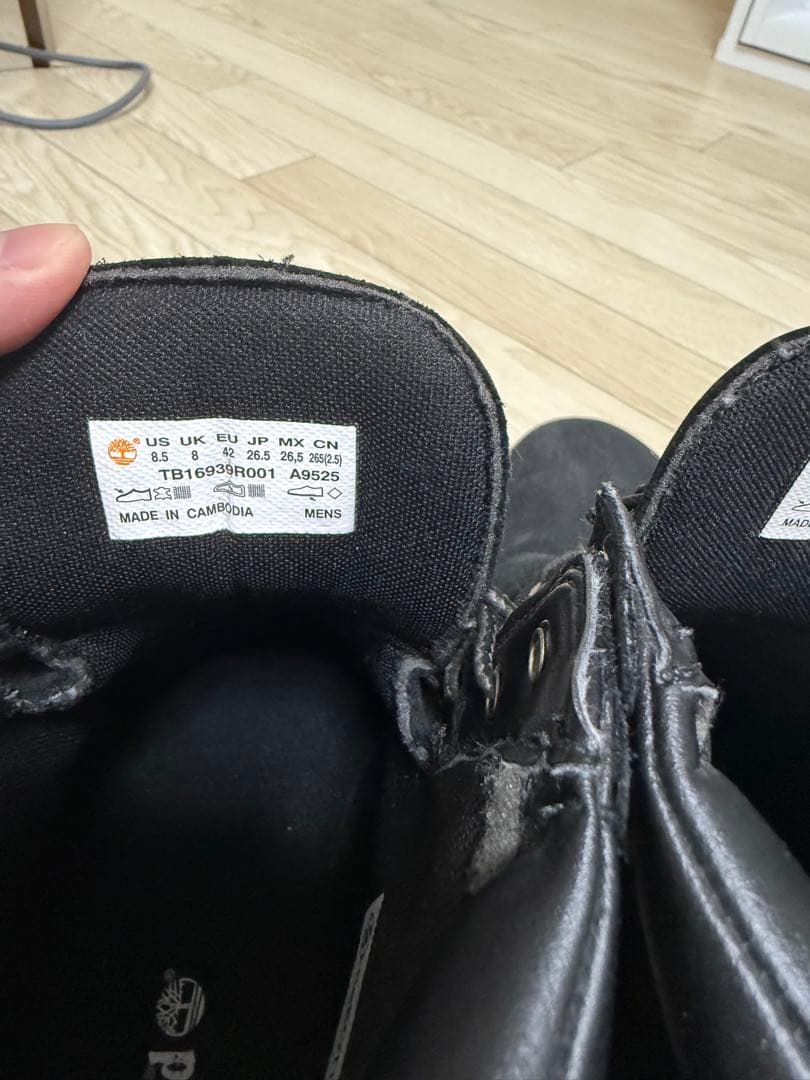 US UK EU JP MX CN
8.5 8 42 26.5 26,5 265(2.5)
TB16939R001 A9525
MADE IN CAMBODIA MENS
MAD
p